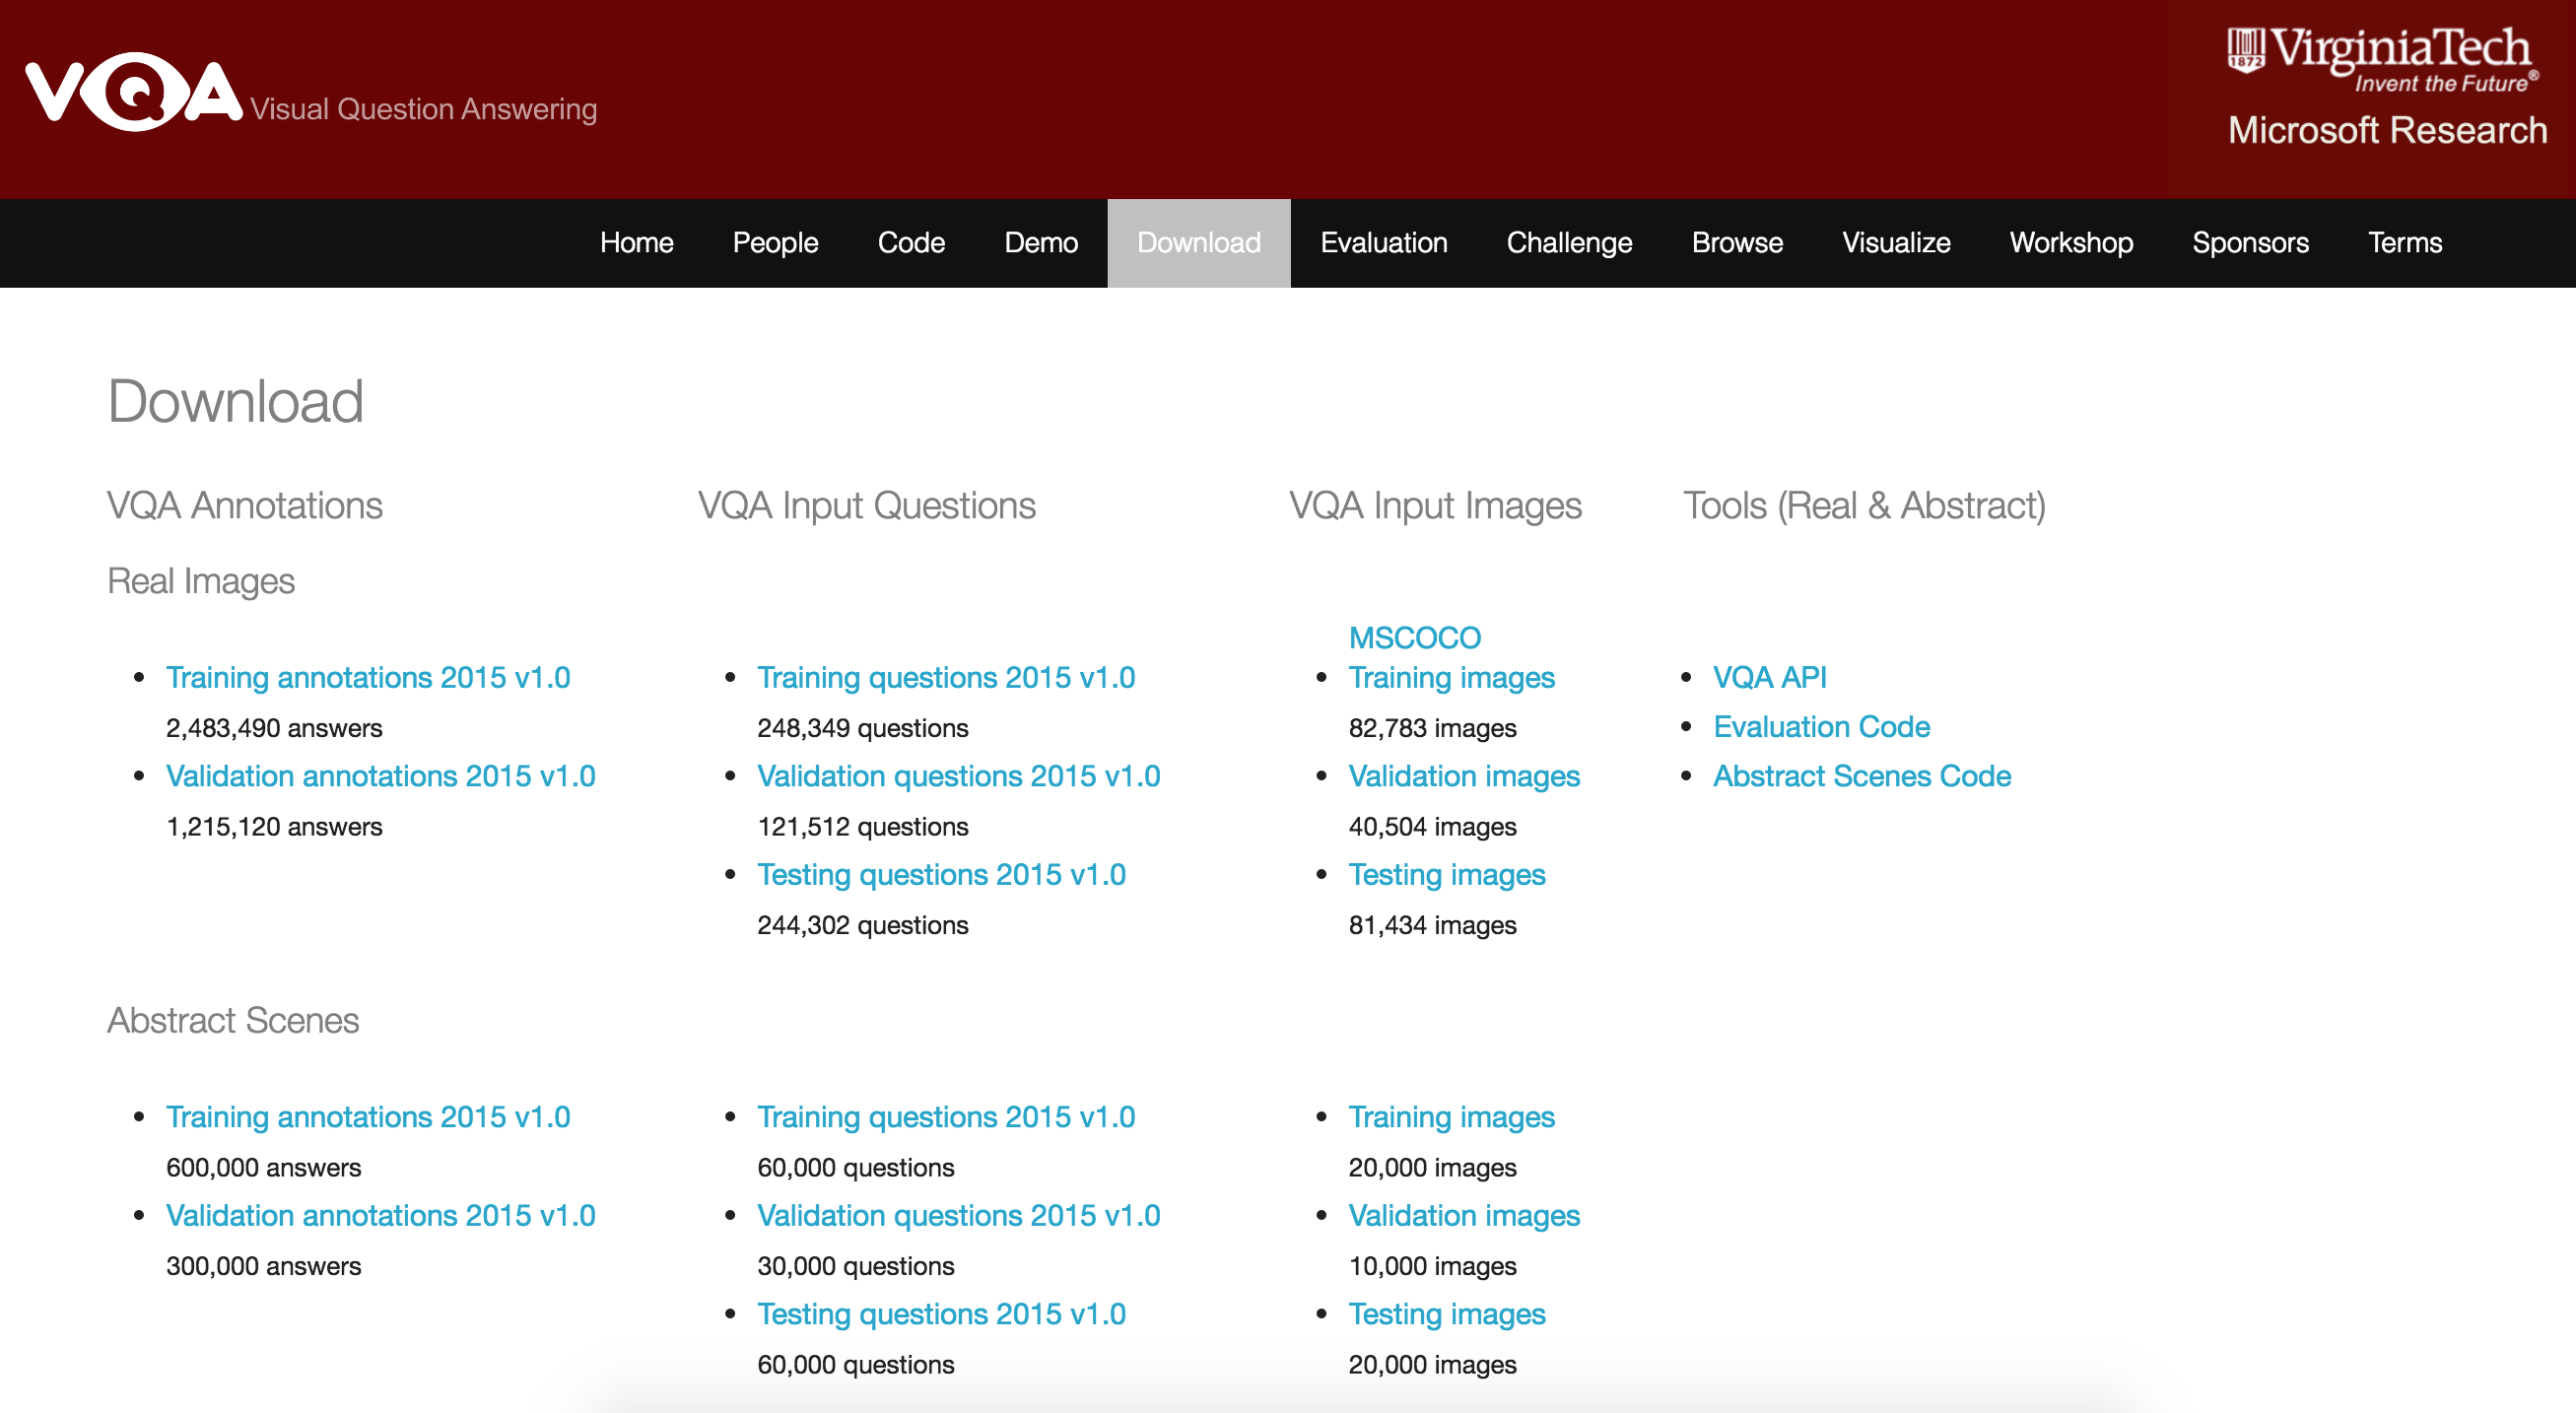 VQA Visual Question Answering
1872 VirginiaTech
Invent the Future®
Microsoft Research
Home People Code Demo Download Evaluation Challenge Browse Visualize Workshop Sponsors Terms
Download
VQA Annotations
Real Images
• Training annotations 2015 v1.0
2,483,490 answers
• Validation annotations 2015 v1.0
1,215,120 answers
VQA Input Questions
• Training questions 2015 v1.0
248,349 questions
• Validation questions 2015 v1.0
121,512 questions
• Testing questions 2015 v1.0
244,302 questions
VQA Input Images
MSCOCO
• Training images
82,783 images
• Validation images
40,504 images
• Testing images
81,434 images
Tools (Real & Abstract)
• VQA API
• Evaluation Code
• Abstract Scenes Code
Abstract Scenes
• Training annotations 2015 v1.0
600,000 answers
• Validation annotations 2015 v1.0
300,000 answers
• Training questions 2015 v1.0
60,000 questions
• Validation questions 2015 v1.0
30,000 questions
• Testing questions 2015 v1.0
60,000 questions
• Training images
20,000 images
• Validation images
10,000 images
• Testing images
20,000 images